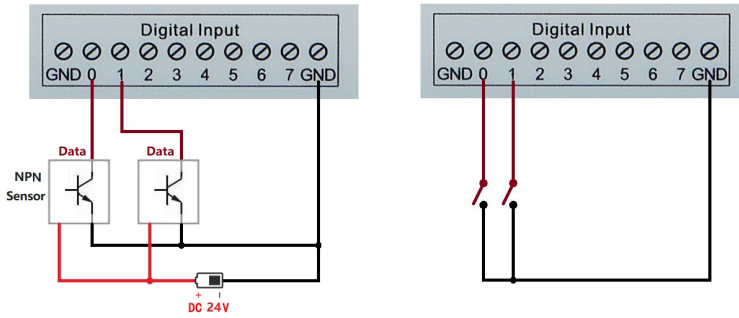 Digital Input
GND 0 1 2 3 4 5 6 7 GND
Data
Data
NPN
Sensor
+ -
DC 24V
Digital Input
GND 0 1 2 3 4 5 6 7 GND